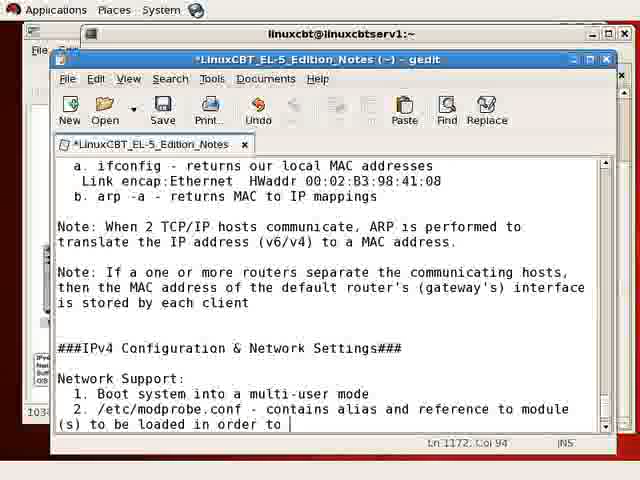 Applications Places System
linuxcbt@linuxcbtserv1:~
File
*LinuxCBT_EL-5_Edition_Notes (~) - gedit
File Edit View Search Tools Documents Help
New Open Save Print... Undo Paste Find Replace
*LinuxCBT_EL-5_Edition_Notes
a. ifconfig - returns our local MAC addresses
Link encap:Ethernet HWaddr 00:02:B3:98:41:08
b. arp -a - returns MAC to IP mappings
Note: When 2 TCP/IP hosts communicate, ARP is performed to
translate the IP address (v6/v4) to a MAC address.
Note: If a one or more routers separate the communicating hosts,
then the MAC address of the default router's (gateway's) interface
is stored by each client
###IPv4 Configuration & Network Settings###
Network Support:
1. Boot system into a multi-user mode
2. /etc/modprobe.conf - contains alias and reference to module
(s) to be loaded in order to
Ln 1172, Col 94 INS